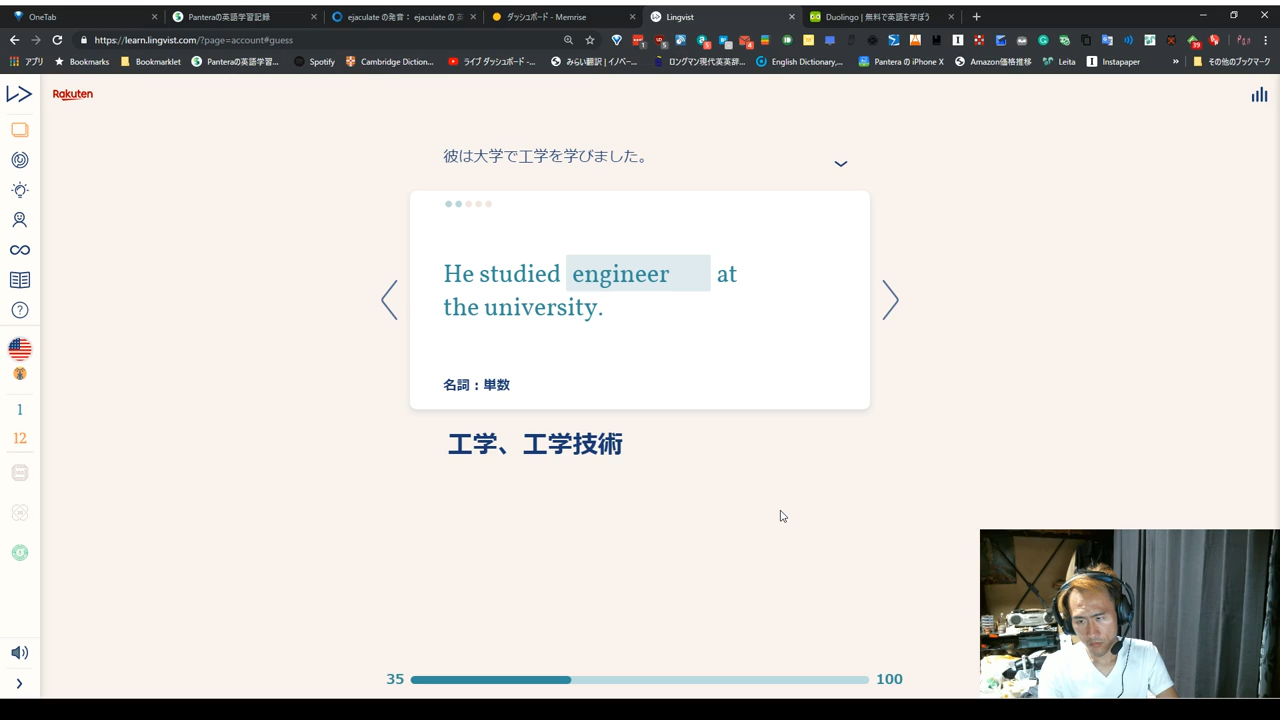 OneTab
Panteraの英語学習記録
ejaculate の発音： ejaculate の 英
ダッシュボード - Memrise
Lingvist
Duolingo | 無料で英語を学ぼう
https://learn.lingvist.com/?page=account#guess
アプリ
Bookmarks
Bookmarklet
Panteraの英語学習...
Spotify
Cambridge Diction...
ライブ ダッシュボード -...
みらい翻訳 | イノベー...
ロングマン現代英英辞...
English Dictionary,...
Pantera の iPhone X
Amazon価格推移
Leita
Instapaper
»
その他のブックマーク
Rakuten
彼は大学で工学を学びました。
He studied engineer at
the university.
名詞：単数
工学、工学技術
1
12
35
100